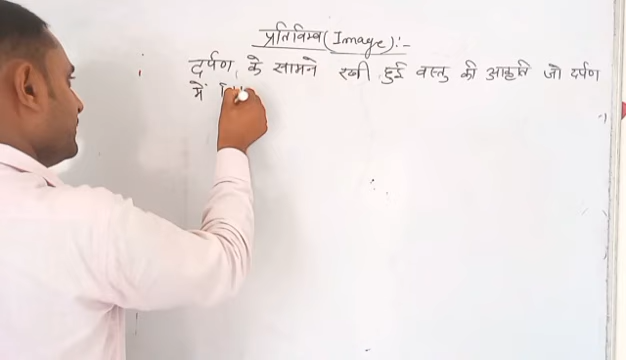 प्रतिविम्व (Image) :-
दर्पण के सामने रखी हुई वस्तु की आकृति जो दर्पण
में